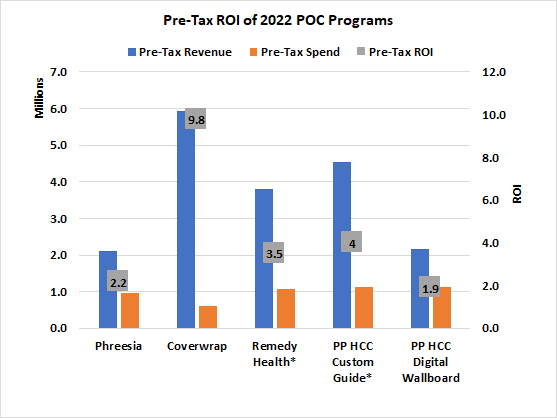 Pre-Tax ROI of 2022 POC Programs
Pre-Tax Revenue Pre-Tax Spend Pre-Tax ROI
Millions
7.0
6.0
5.0
4.0
3.0
2.0
1.0
0.0
2.2
9.8
3.5
4
1.9
12.0
10.0
8.0
6.0
4.0
2.0
0.0
ROI
Phreesia
Coverwrap
Remedy
Health*
PP HCC
Custom
Guide*
PP HCC
Digital
Wallboard